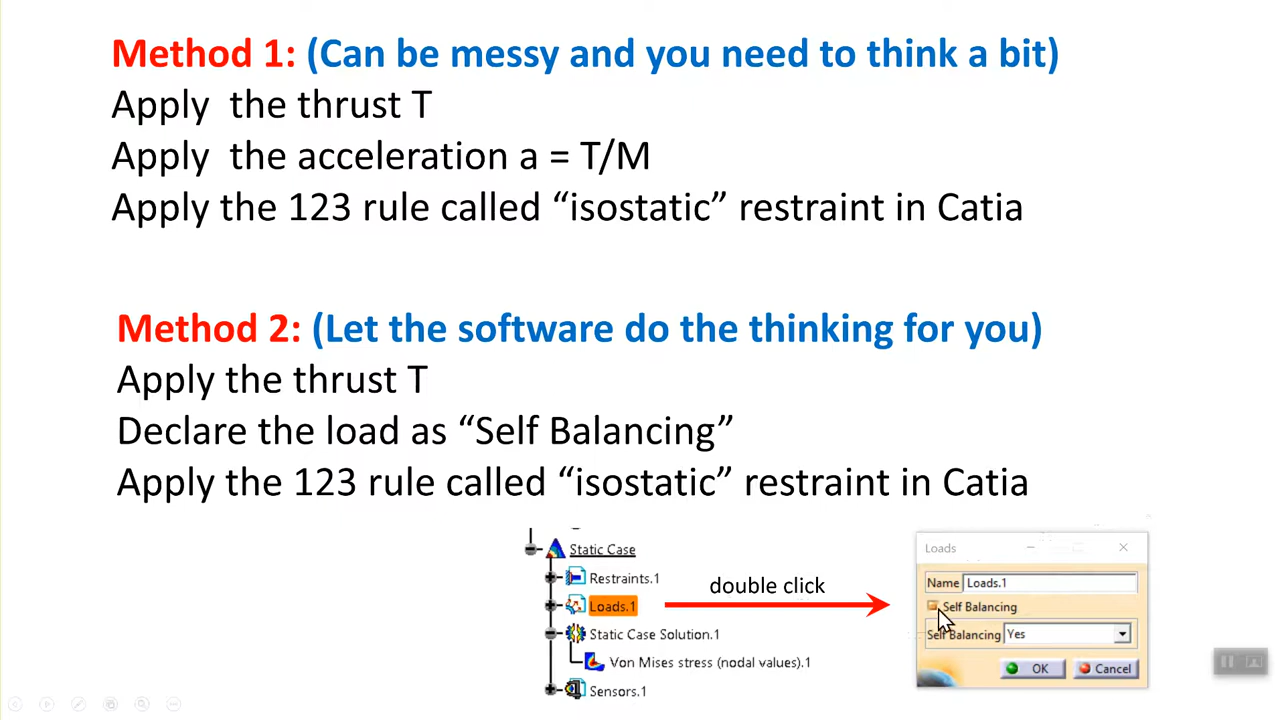 Method 1: (Can be messy and you need to think a bit)
Apply the thrust T
Apply the acceleration a = T/M
Apply the 123 rule called “isostatic” restraint in Catia
Method 2: (Let the software do the thinking for you)
Apply the thrust T
Declare the load as “Self Balancing”
Apply the 123 rule called “isostatic” restraint in Catia
Static Case
Restraints.1
Loads.1
Static Case Solution.1
Von Mises stress (nodal values).1
Sensors.1
double click
Loads
Name Loads.1
Self Balancing
Self Balancing Yes
OK Cancel